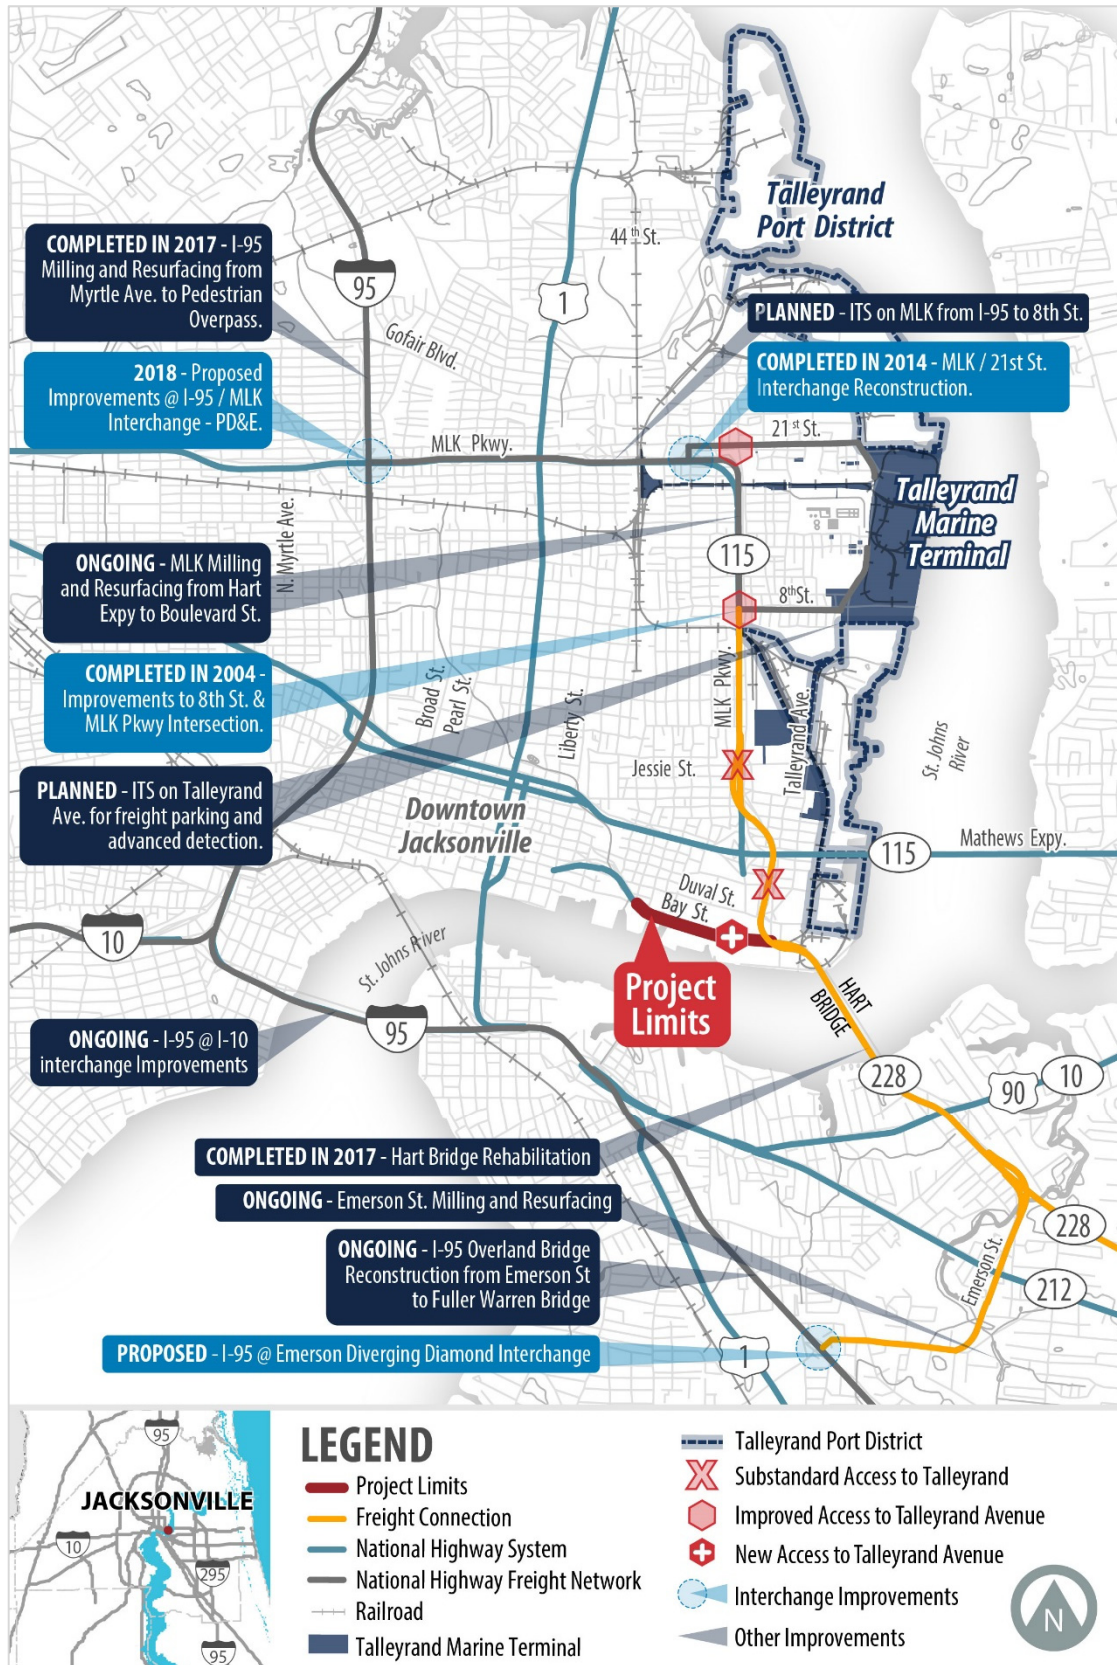 Talleyrand
Port District
44th St.
COMPLETED IN 2017 - I-95
Milling and Resurfacing from
Myrtle Ave. to Pedestrian
Overpass.
95
1
Gofair Blvd.
PLANNED - ITS on MLK from I-95 to 8th St.
2018 - Proposed
Improvements @ I-95 / MLK
Interchange - PD&E.
COMPLETED IN 2014 - MLK / 21st St.
Interchange Reconstruction.
MLK Pkwy.
21st St.
Talleyrand
Marine
Terminal
N. Myrtle Ave.
ONGOING - MLK Milling
and Resurfacing from Hart
Expy to Boulevard St.
115
8thSt.
COMPLETED IN 2004 -
Improvements to 8th St. &
MLK Pkwy Intersection.
Broad St.
Pearl St.
Liberty St.
MLK Pkwy.
Talleyrand Ave.
St. Johns
River
Jessie St.
PLANNED - ITS on Talleyrand
Ave. for freight parking and
advanced detection.
Downtown
Jacksonville
115
Mathews Expy.
Duval St.
Bay St.
10
St. Johns River
Project
Limits
HART
BRIDGE
95
ONGOING - I-95 @ I-10
interchange Improvements
228
90
10
COMPLETED IN 2017 - Hart Bridge Rehabilitation
ONGOING - Emerson St. Milling and Resurfacing
228
ONGOING - I-95 Overland Bridge
Reconstruction from Emerson St
to Fuller Warren Bridge
Emerson St.
212
PROPOSED - I-95 @ Emerson Diverging Diamond Interchange
1
95
JACKSONVILLE
10
295
95
LEGEND
Project Limits
Freight Connection
National Highway System
National Highway Freight Network
Railroad
Talleyrand Marine Terminal
Talleyrand Port District
Substandard Access to Talleyrand
Improved Access to Talleyrand Avenue
New Access to Talleyrand Avenue
Interchange Improvements
Other Improvements
N